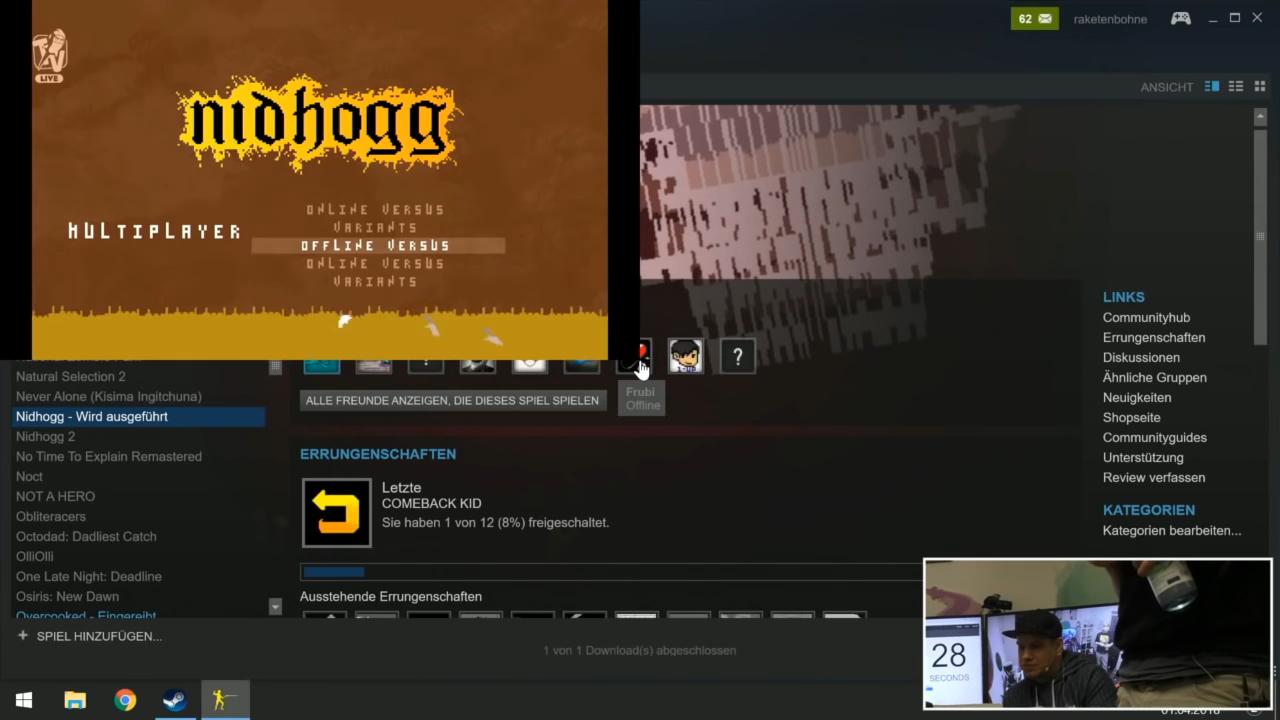 LIVE
nidhogg
MULTIPLAYER
ONLINE VERSUS
VARIANTS
OFFLINE VERSUS
ONLINE VERSUS
VARIANTS
62
raketenbohne
ANSICHT
LINKS
Communityhub
Errungenschaften
Diskussionen
Ähnliche Gruppen
Neuigkeiten
Shopseite
Communityguides
Unterstützung
Review verfassen
KATEGORIEN
Kategorien bearbeiten...
Natural Selection 2
Never Alone (Kisima Ingitchuna)
Nidhogg - Wird ausgeführt
Nidhogg 2
No Time To Explain Remastered
Noct
NOT A HERO
Obliteracers
Octodad: Dadliest Catch
OlliOlli
One Late Night: Deadline
Osiris: New Dawn
Overcooked - Eingereiht
+ SPIEL HINZUFÜGEN...
?
ALLE FREUNDE ANZEIGEN, DIE DIESES SPIEL SPIELEN
Frubi
Offline
ERRUNGENSCHAFTEN
Letzte
COMEBACK KID
Sie haben 1 von 12 (8%) freigeschaltet.
Ausstehende Errungenschaften
1 von 1 Download(s) abgeschlossen
28
SECONDS
01.04.2018